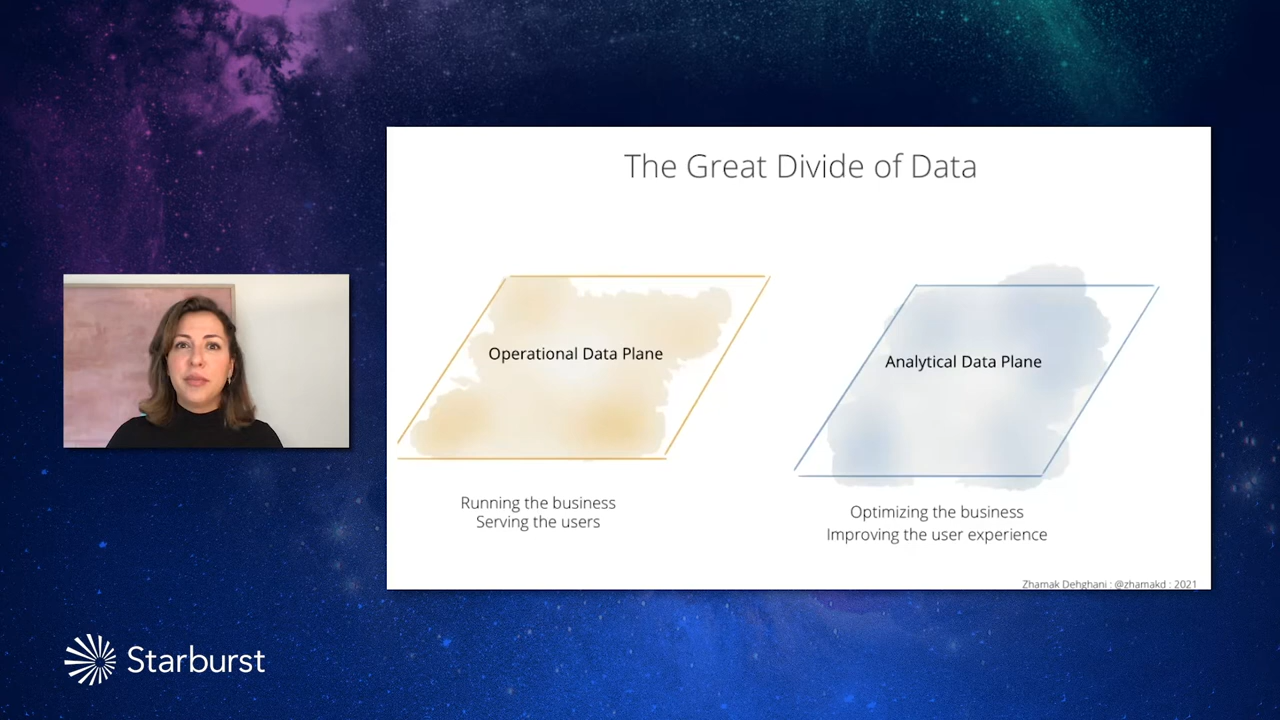 The Great Divide of Data
Operational Data Plane
Analytical Data Plane
Running the business
Serving the users
Optimizing the business
Improving the user experience
Zhamak Dehghani : @zhamakd : 2021
Starburst